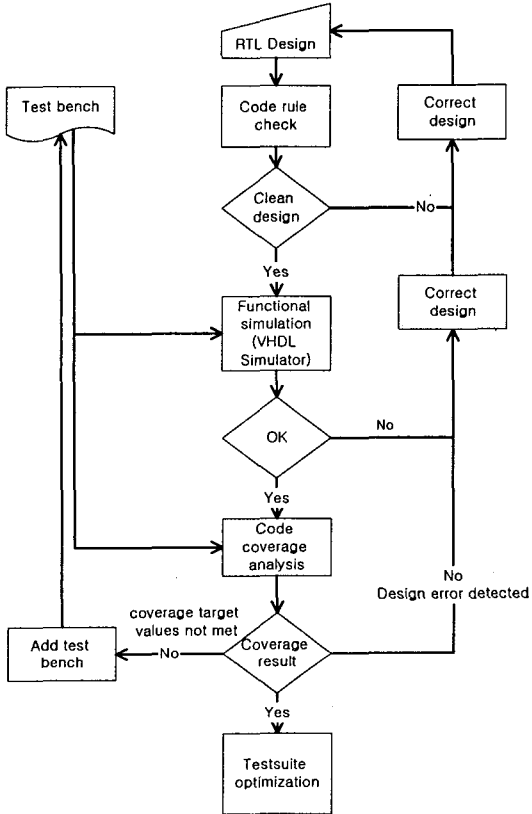 RTL Design
Test bench
Code rule
check
Correct
design
Clean
design
No
Yes
Functional
simulation
(VHDL
Simulator)
Correct
design
OK
No
Yes
Code
coverage
analysis
No
Design error detected
coverage target
values not met
Add test
bench
No
Coverage
result
Yes
Testsuite
optimization